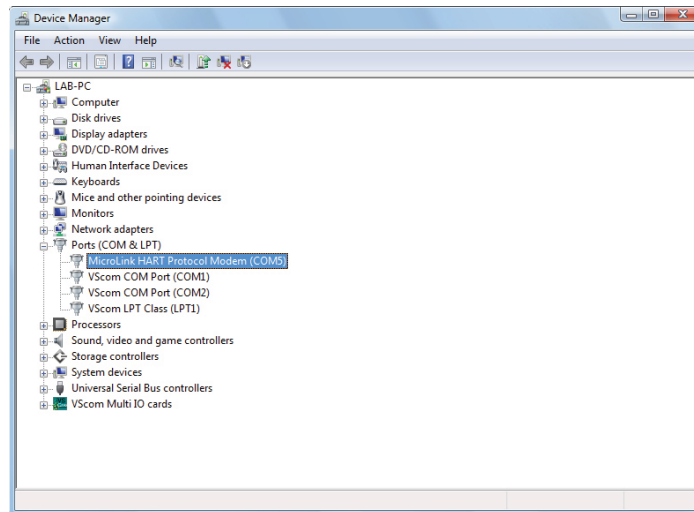 Device Manager
File Action View Help
LAB-PC
Computer
Disk drives
Display adapters
DVD/CD-ROM drives
Human Interface Devices
Keyboards
Mice and other pointing devices
Monitors
Network adapters
Ports (COM & LPT)
MicroLink HART Protocol Modem (COM5)
VScom COM Port (COM1)
VScom COM Port (COM2)
VScom LPT Class (LPT1)
Processors
Sound, video and game controllers
Storage controllers
System devices
Universal Serial Bus controllers
VScom Multi IO cards